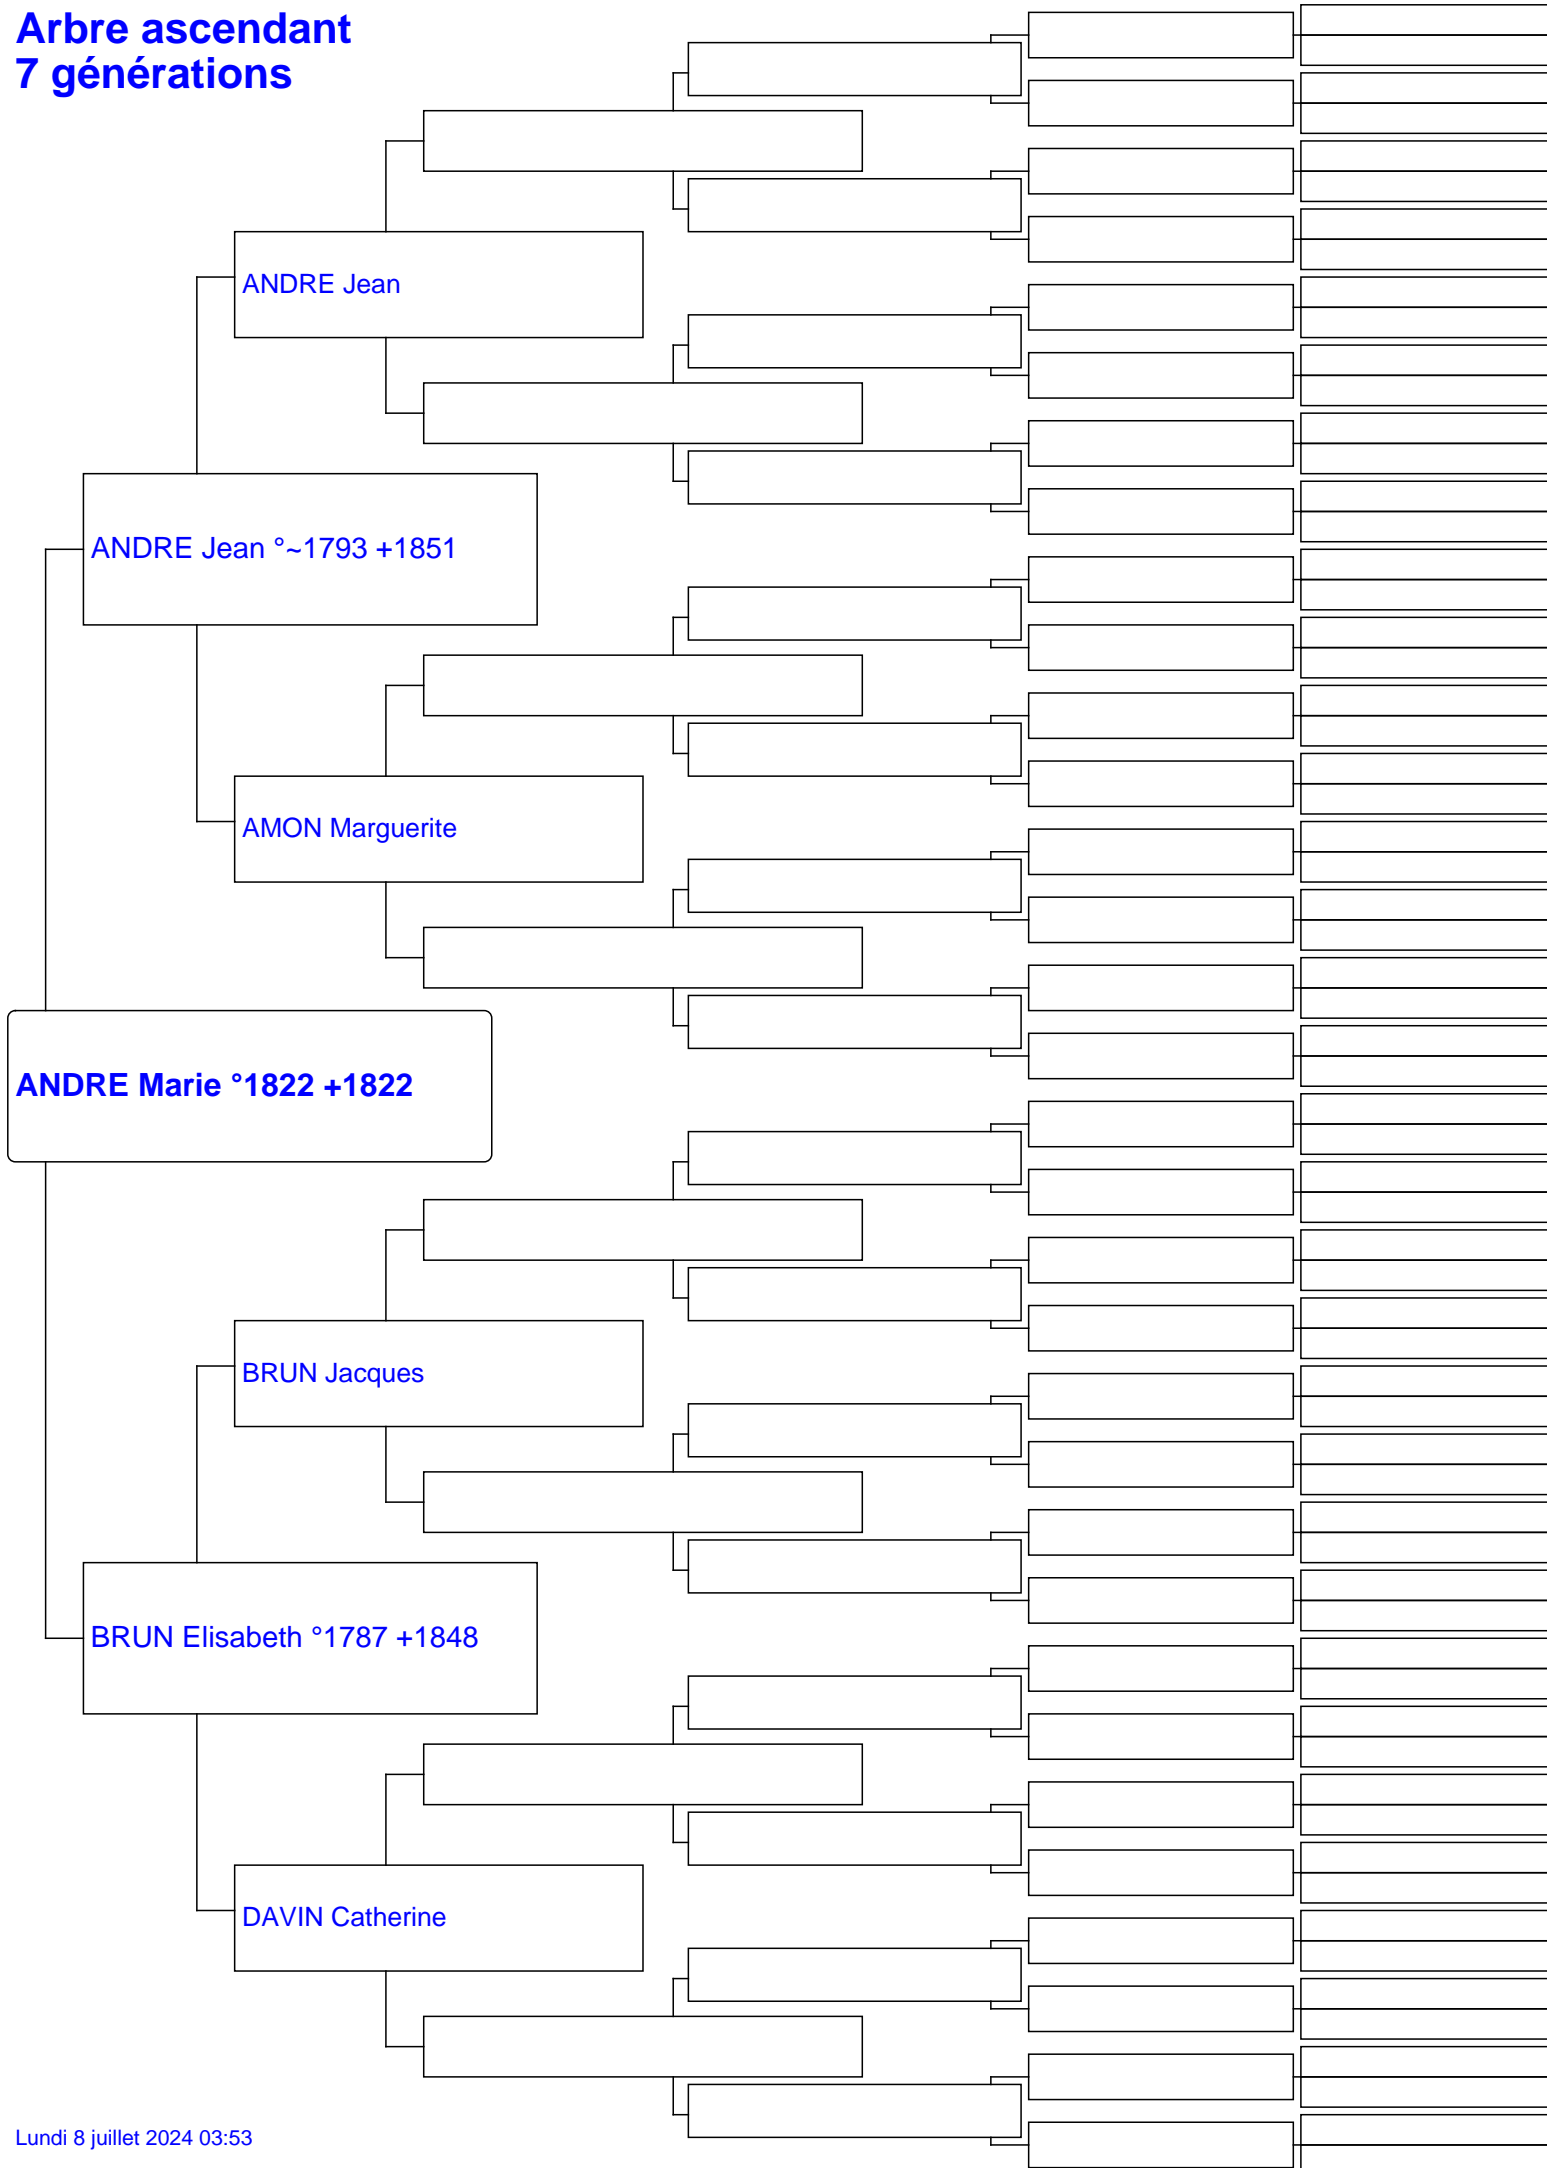 Arbre ascendant
7 générations
ANDRE Jean
ANDRE Jean °~1793 +1851
AMON Marguerite
ANDRE Marie °1822 +1822
BRUN Jacques
BRUN Elisabeth °1787 +1848
DAVIN Catherine
Lundi 8 juillet 2024 03:53